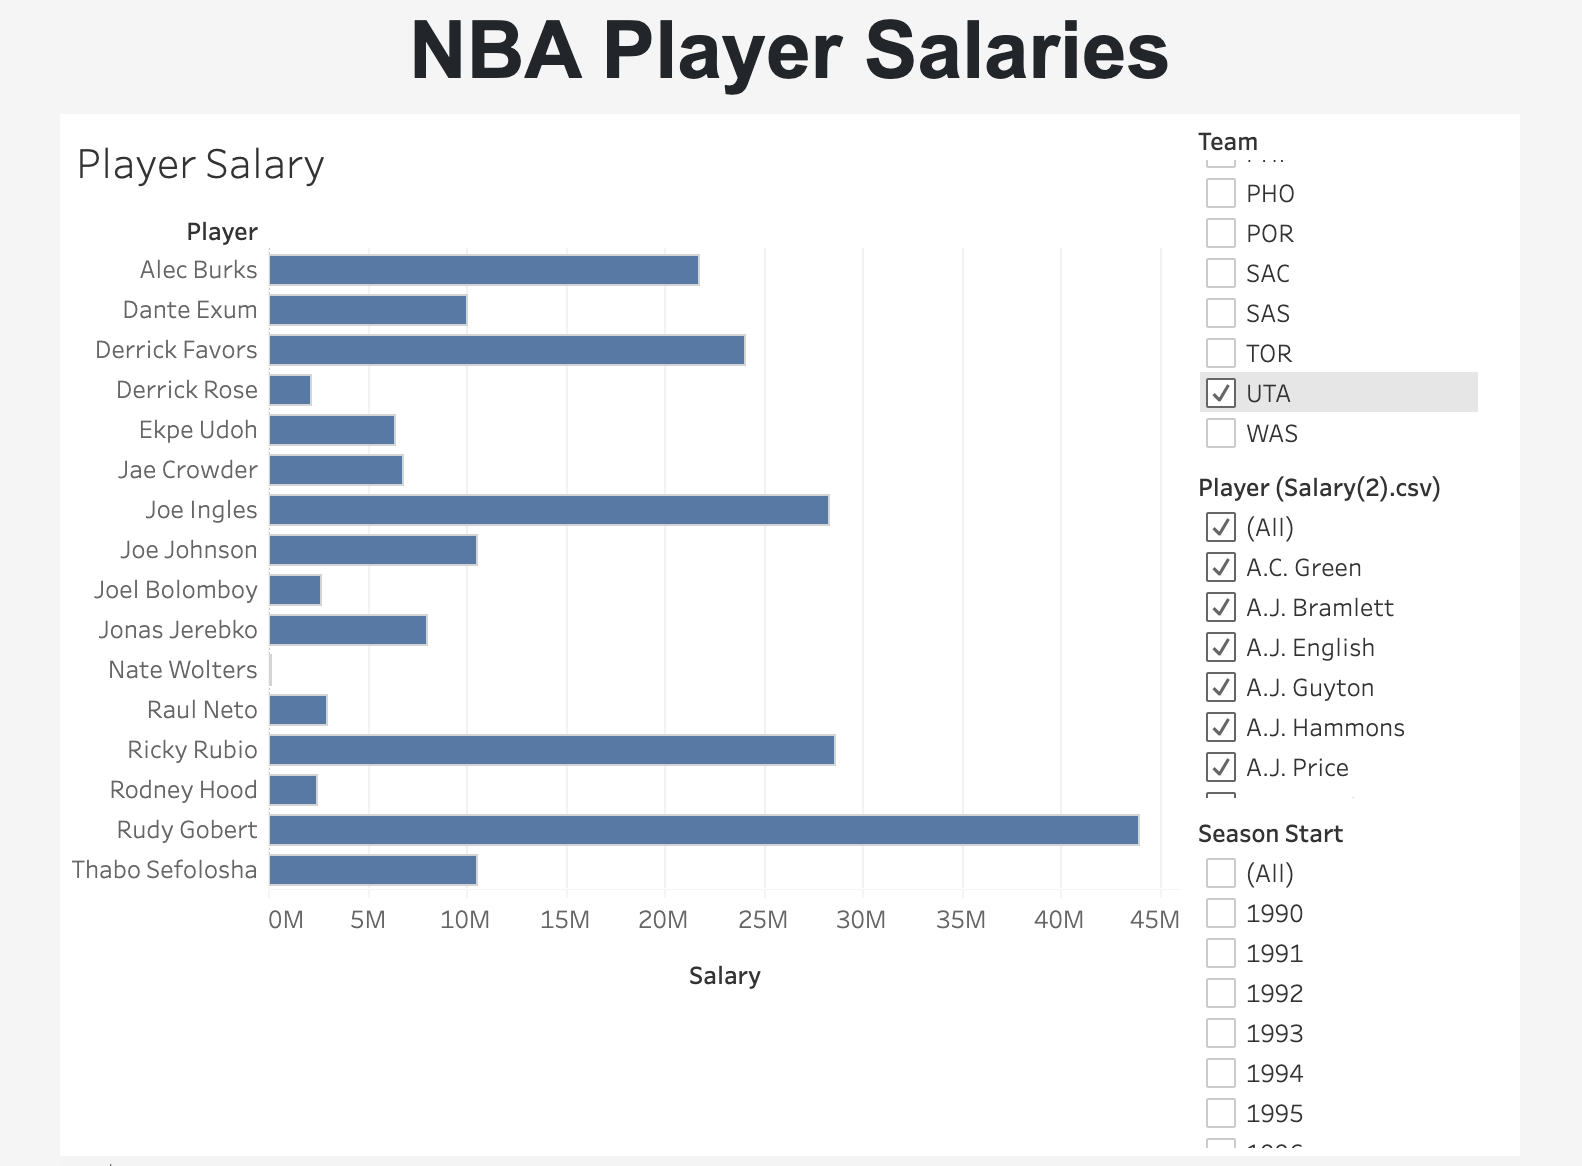 NBA Player Salaries
Player Salary
Player
Alec Burks
Dante Exum
Derrick Favors
Derrick Rose
Ekpe Udoh
Jae Crowder
Joe Ingles
Joe Johnson
Joel Bolomboy
Jonas Jerebko
Nate Wolters
Raul Neto
Ricky Rubio
Rodney Hood
Rudy Gobert
Thabo Sefolosha
0M 5M 10M 15M 20M 25M 30M 35M 40M 45M
Salary
Team
PHO
POR
SAC
SAS
TOR
UTA
WAS
Player (Salary(2).csv)
(All)
A.C. Green
A.J. Bramlett
A.J. English
A.J. Guyton
A.J. Hammons
A.J. Price
Season Start
(All)
1990
1991
1992
1993
1994
1995